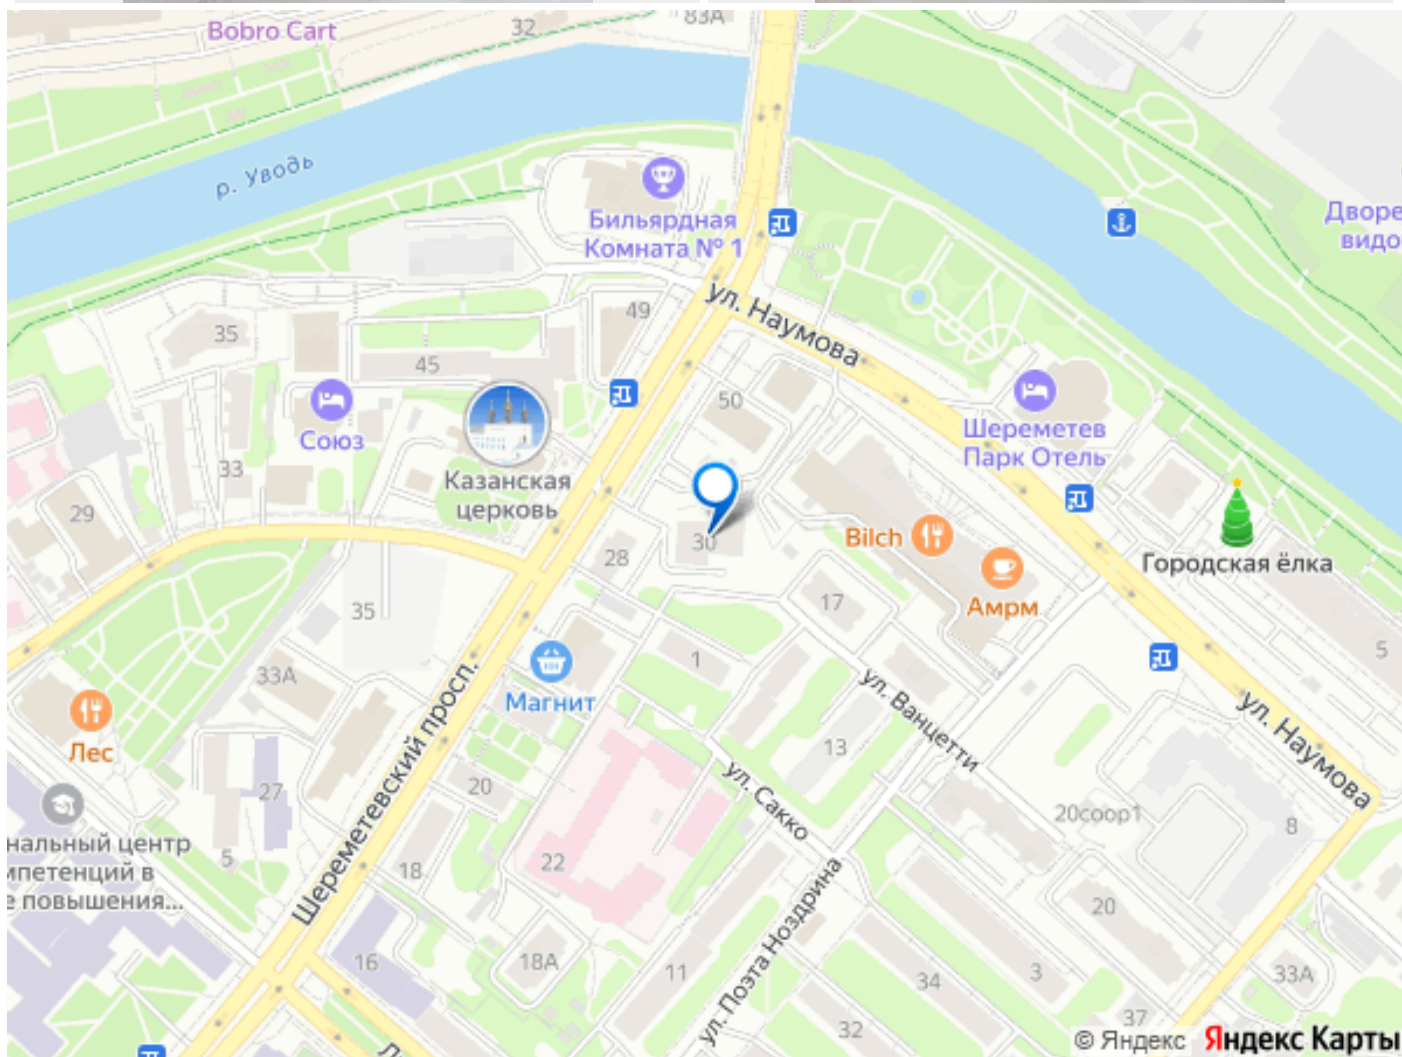 Bobro Cart
32
83А
р. Уводь
Бильярдная
Комната № 1
Дворе
видо
ул. Наумова
49
35
45
50
Союз
Шереметев
Парк Отель
33
Казанская
церковь
29
30
28
Bilch
Амрм
Городская ёлка
17
35
1
5
33А
Магнит
ул. Ванцетти
ул. Наумова
Лес
Шереметевский просп.
13
27
20
ул. Сакко
20соор1
8
нальный центр
мпетенций в
е повышения...
5
18
22
ул. Поэта Ноздрина
20
16
18А
11
34
3
33А
32
37
© Яндекс Яндекс Карты